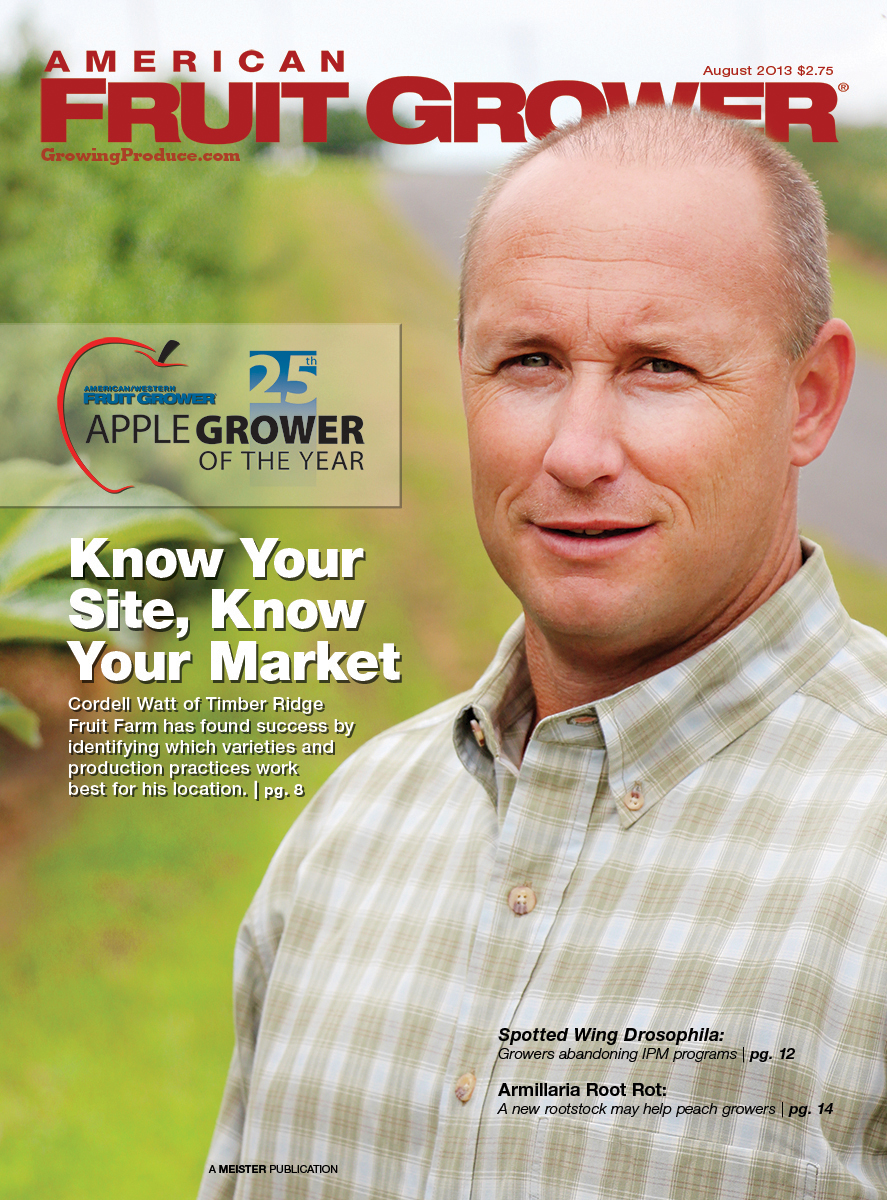 AMERICAN
August 2013 $2.75
FRUIT GROWER®
GrowingProduce.com
AMERICAN/WESTERN
FRUIT GROWER
25th
APPLE GROWER
OF THE YEAR
Know Your
Site, Know
Your Market
Cordell Watt of Timber Ridge
Fruit Farm has found success by
identifying which varieties and
production practices work
best for his location. | pg. 8
Spotted Wing Drosophila:
Growers abandoning IPM programs | pg. 12
Armillaria Root Rot:
A new rootstock may help peach growers | pg. 14
A MEISTER PUBLICATION